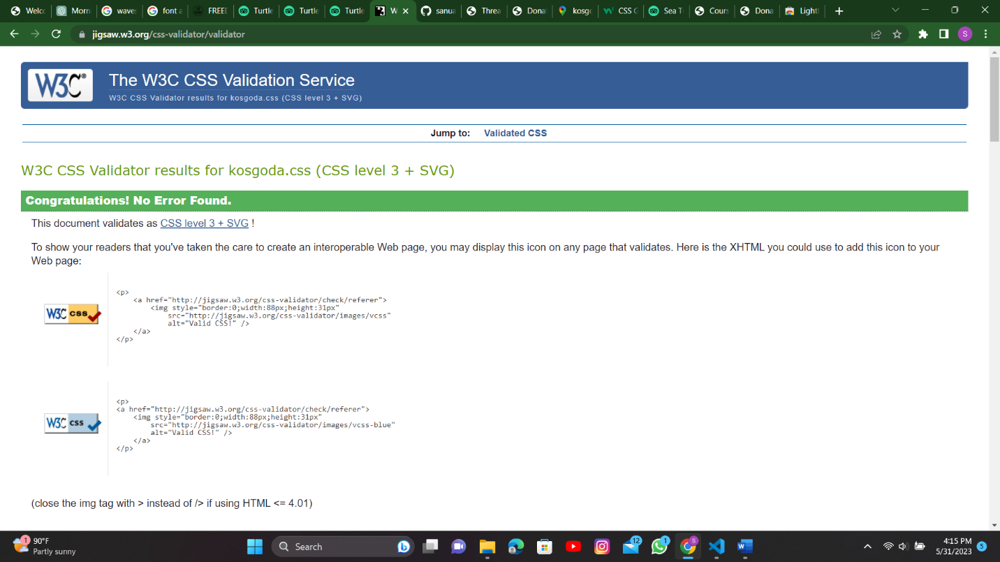 Welco
Morn
wave
font a
FREE
Turtle
Turtle
Turtle
W
sanua
Threa
Dona
kosgo
CSS G
Sea T
Cours
Dona
Light
jigsaw.w3.org/css-validator/validator
S
W3C®
The W3C CSS Validation Service
W3C CSS Validator results for kosgoda.css (CSS level 3 + SVG)
Jump to: Validated CSS
W3C CSS Validator results for kosgoda.css (CSS level 3 + SVG)
Congratulations! No Error Found.
This document validates as CSS level 3 + SVG !
To show your readers that you've taken the care to create an interoperable Web page, you may display this icon on any page that validates. Here is the XHTML you could use to add this icon to your
Web page:
W3C css
<p>
<a href="http://jigsaw.w3.org/css-validator/check/referer">
<img style="border:0;width:88px;height:31px"
src="http://jigsaw.w3.org/css-validator/images/vcss"
alt="Valid CSS!" />
</a>
</p>
W3C css
<p>
<a href="http://jigsaw.w3.org/css-validator/check/referer">
<img style="border:0;width:88px;height:31px"
src="http://jigsaw.w3.org/css-validator/images/vcss-blue"
alt="Valid CSS!" />
</a>
</p>
(close the img tag with > instead of /> if using HTML <= 4.01)
1
90°F
Partly sunny
Search
12
1
S
4:15 PM
5/31/2023
5